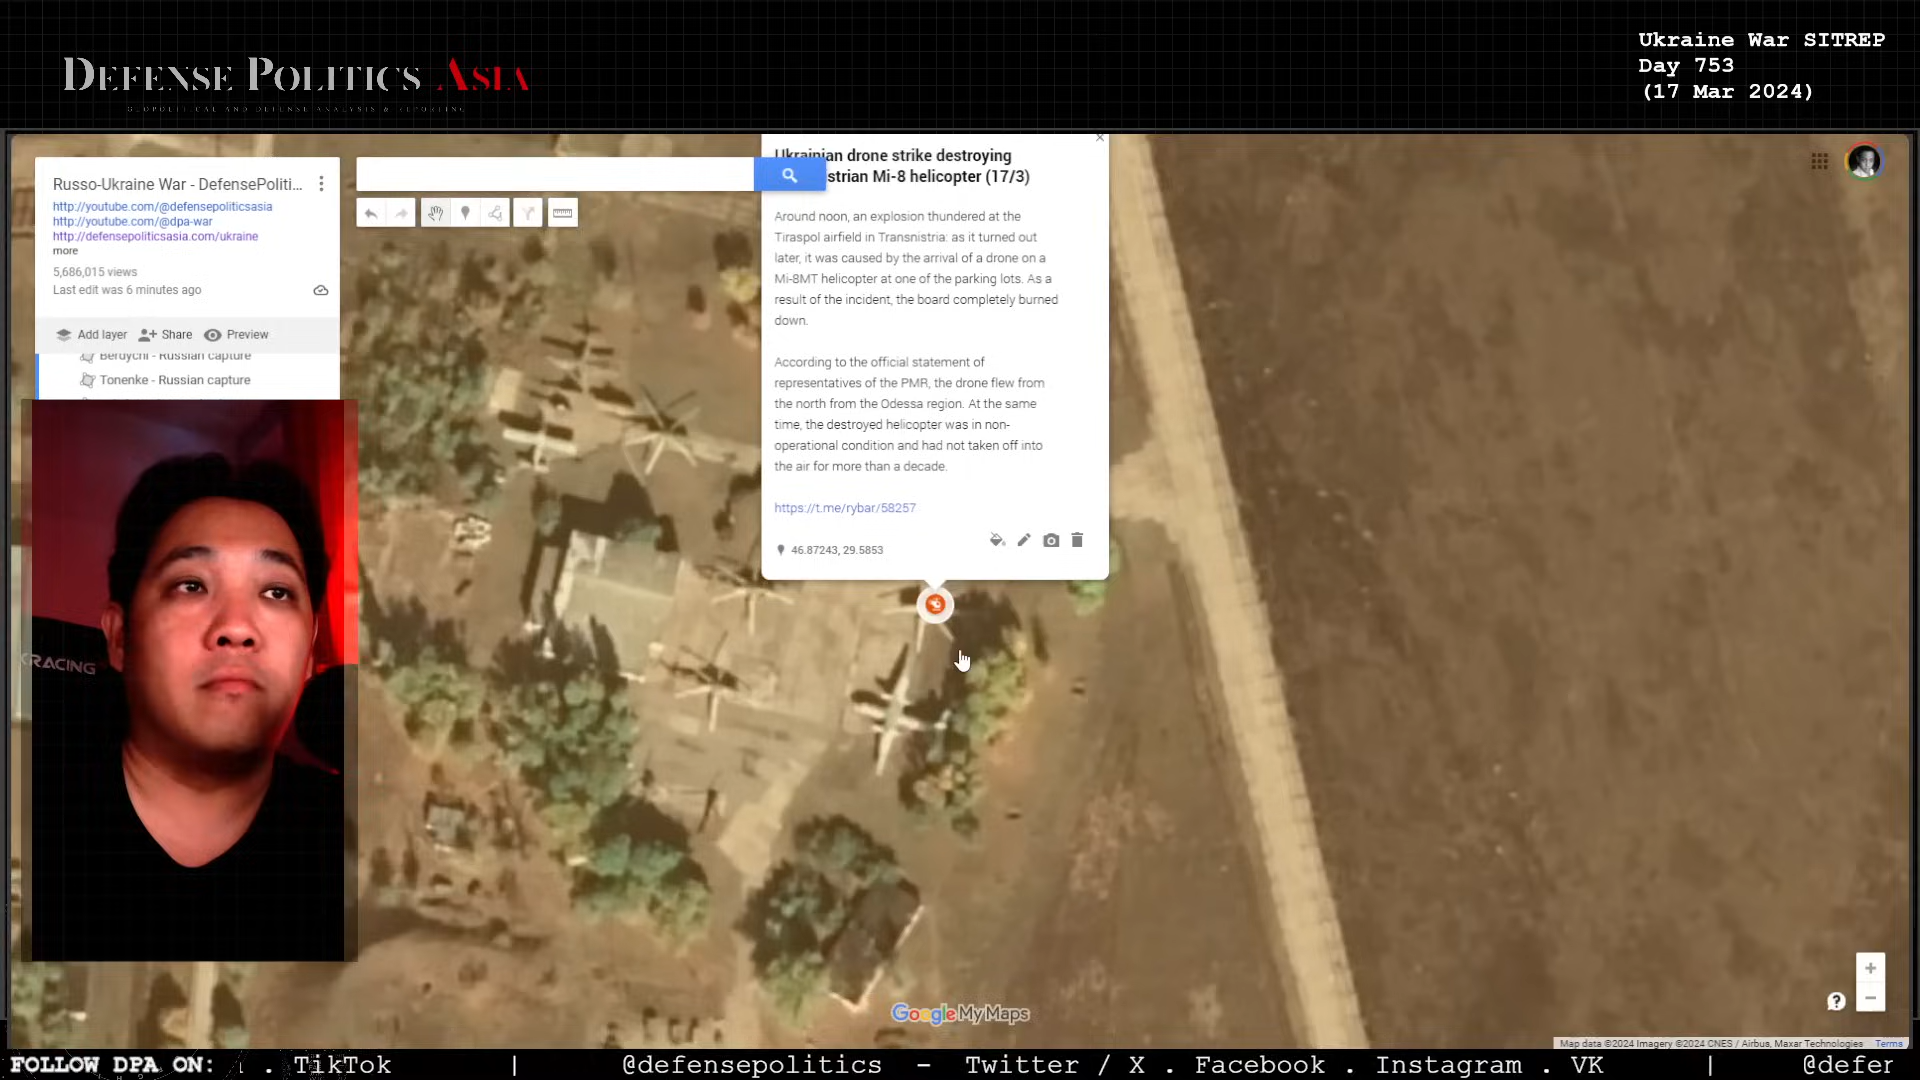 DEFENSE POLITICS ASIA
GEOPOLITICAL AND DEFENSE ANALYSIS & REPORTING
Ukraine War SITREP
Day 753
(17 Mar 2024)
Russo-Ukraine War - DefensePoliti...
http://youtube.com/@defensepoliticsasia
http://youtube.com/@dpa-war
http://defensepoliticsasia.com/ukraine
more
5,686,015 views
Last edit was 6 minutes ago
Add layer Share Preview
Berdychi - Russian capture
Tonenke - Russian capture
Ukrainian drone strike destroying
strian Mi-8 helicopter (17/3)
Around noon, an explosion thundered at the
Tiraspol airfield in Transnistria: as it turned out
later, it was caused by the arrival of a drone on a
Mi-8MT helicopter at one of the parking lots. As a
result of the incident, the board completely burned
down.
According to the official statement of
representatives of the PMR, the drone flew from
the north from the Odessa region. At the same
time, the destroyed helicopter was in non-
operational condition and had not taken off into
the air for more than a decade.
https://t.me/rybar/58257
46.87243, 29.5853
RACING
Google My Maps
Map data ©2024 Imagery ©2024 CNES / Airbus, Maxar Technologies Terms
FOLLOW DPA ON: . TikTok | @defensepolitics - Twitter / X . Facebook . Instagram . VK | @defer